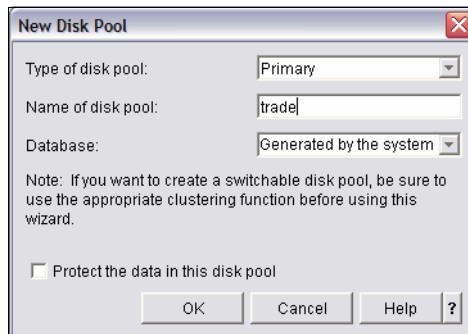 New Disk Pool
Type of disk pool: Primary
Name of disk pool: trade
Database: Generated by the system
Note: If you want to create a switchable disk pool, be sure to
use the appropriate clustering function before using this
wizard.
Protect the data in this disk pool
OK Cancel Help ?